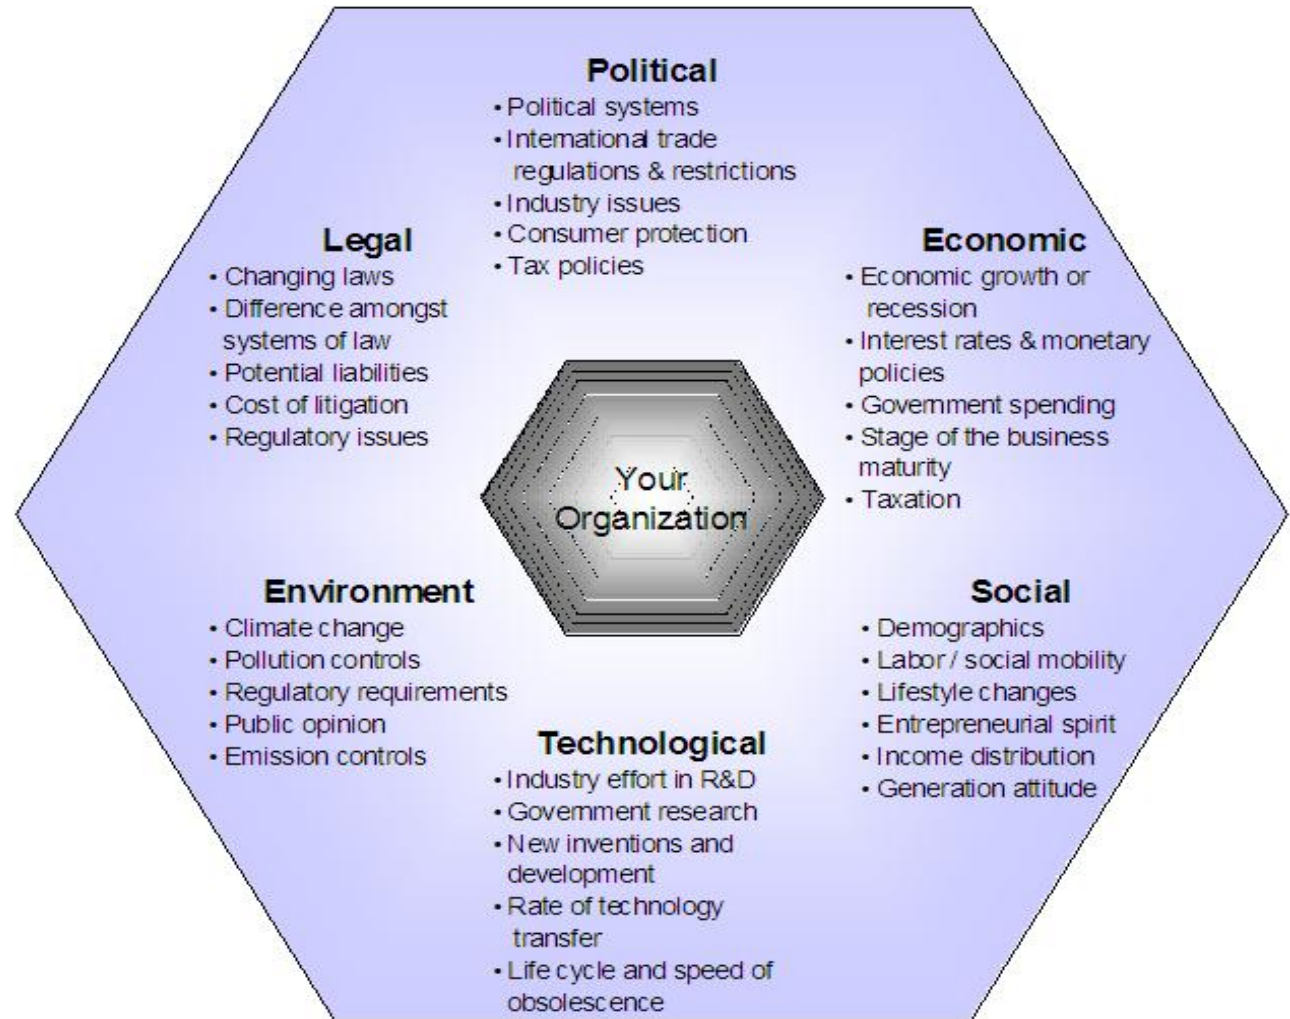 Political
• Political systems
• International trade
regulations & restrictions
• Industry issues
• Consumer protection
• Tax policies
Legal
• Changing laws
• Difference amongst
systems of law
• Potential liabilities
• Cost of litigation
• Regulatory issues
Economic
• Economic growth or
recession
• Interest rates & monetary
policies
• Government spending
• Stage of the business
maturity
• Taxation
Your
Organization
Environment
• Climate change
• Pollution controls
• Regulatory requirements
• Public opinion
• Emission controls
Social
• Demographics
• Labor / social mobility
• Lifestyle changes
• Entrepreneurial spirit
• Income distribution
• Generation attitude
Technological
• Industry effort in R&D
• Government research
• New inventions and
development
• Rate of technology
transfer
• Life cycle and speed of
obsolescence